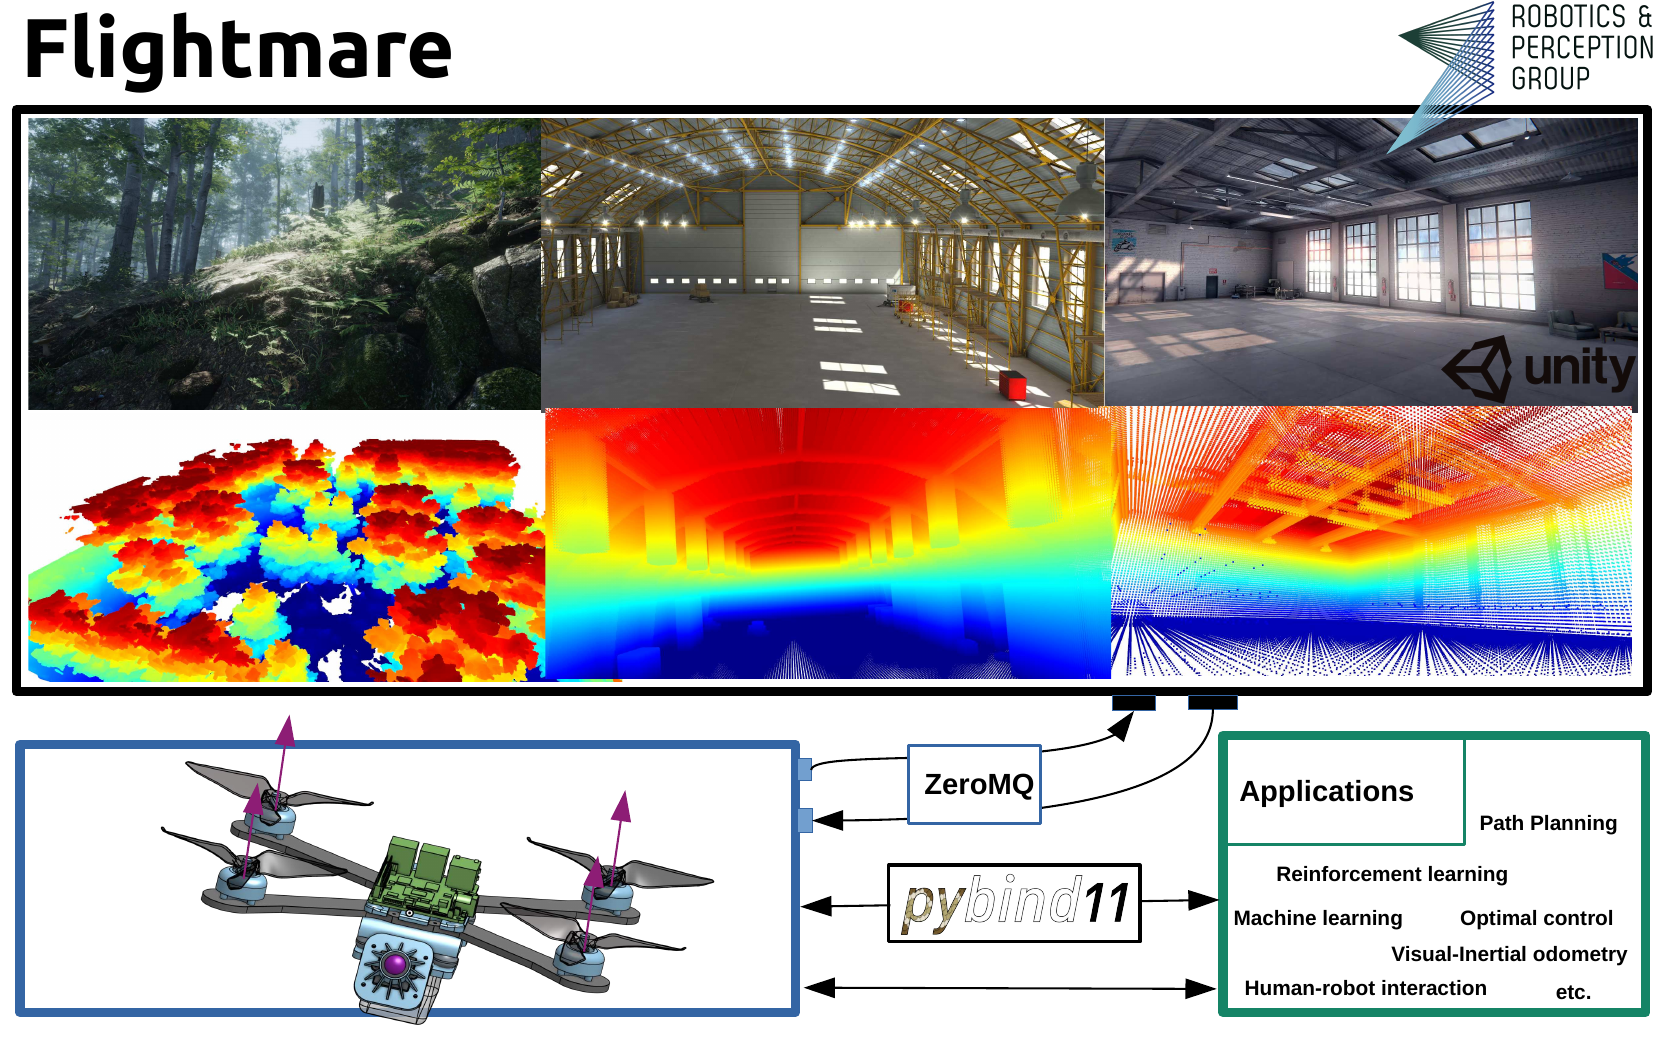 Flightmare
ROBOTICS &
PERCEPTION
GROUP
unity
ZeroMQ
pybind11
Applications
Path Planning
Reinforcement learning
Machine learning
Optimal control
Visual-Inertial odometry
Human-robot interaction
etc.